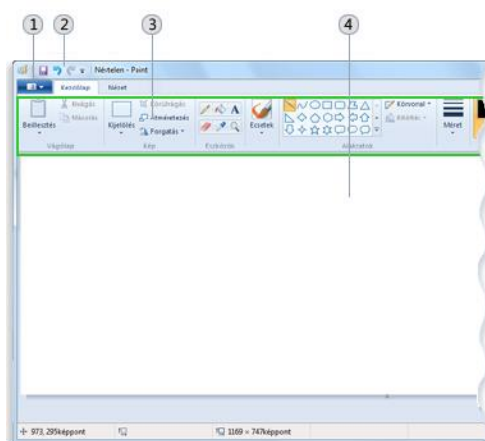 1 2 3 4
Névtelen - Paint
Kezdőlap Nézet
Beillesztés
Kivágás
Másolás
Vágólap
Kijelölés
Körülvágás
Átméretezés
Forgatás
Kép
Eszközök
Ecsetek
Alakzatok
Körvonal
Kitöltés
Méret
973, 295képpont
1169 × 747képpont